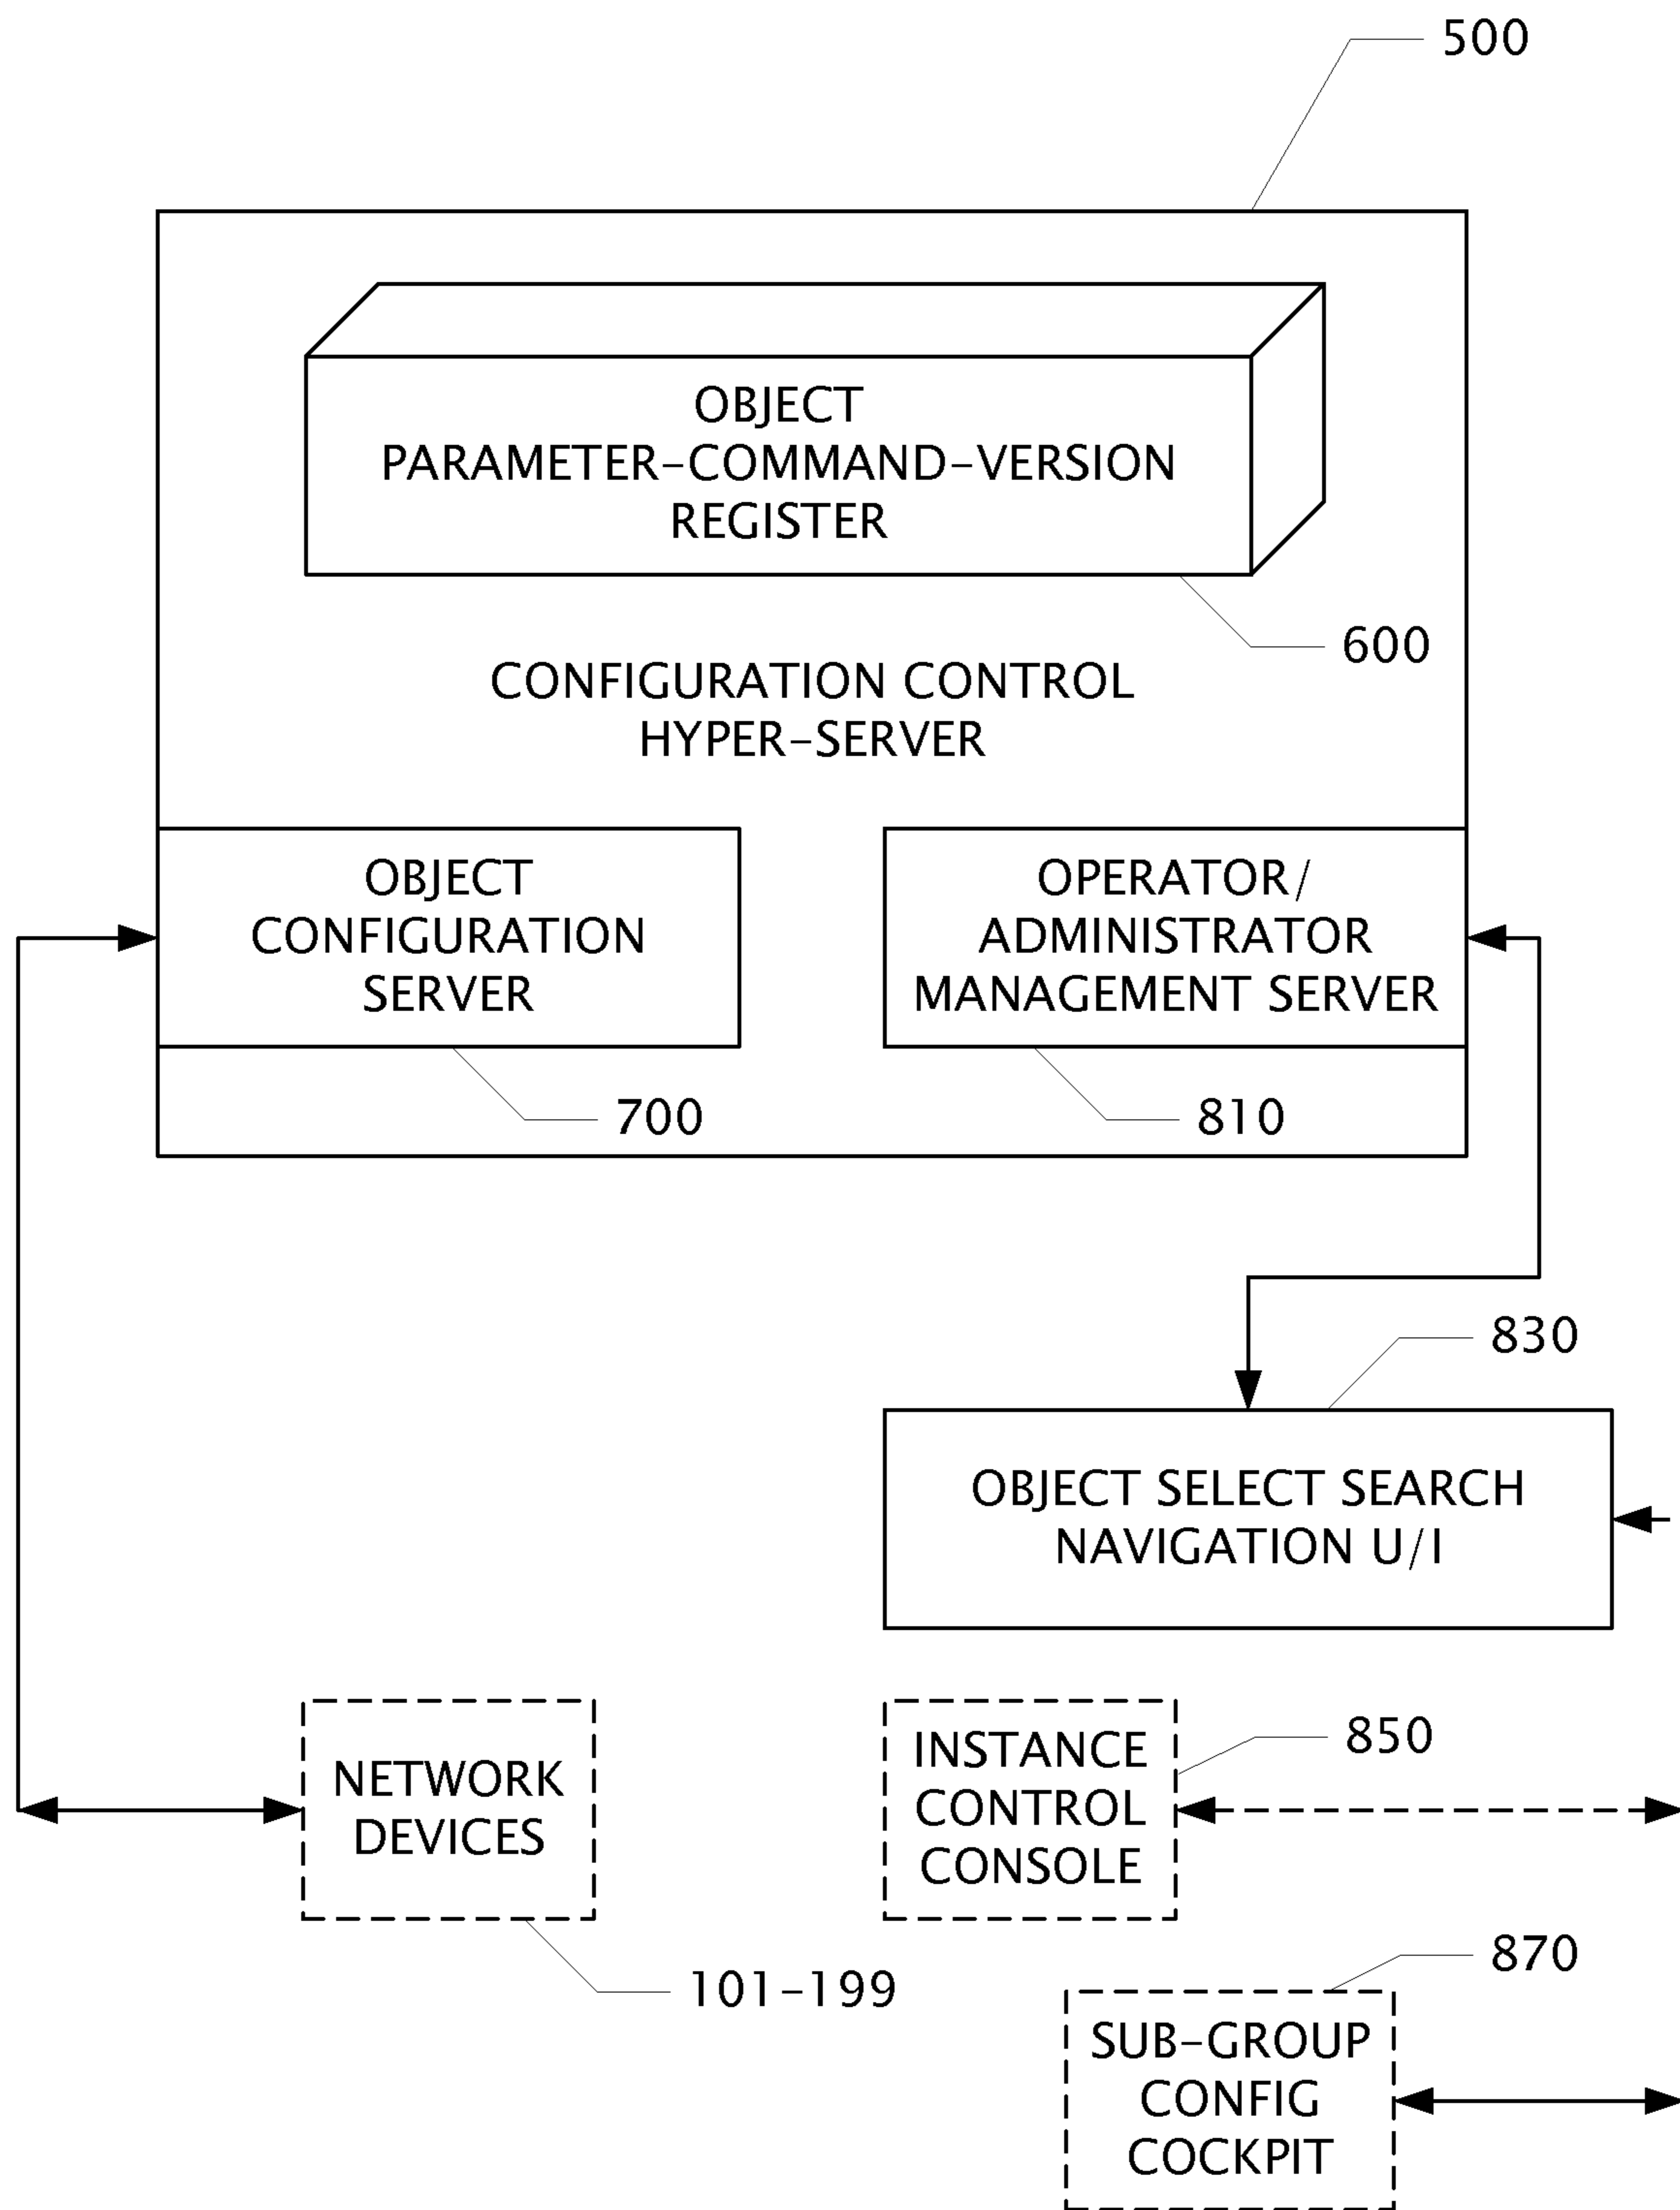 500
OBJECT
PARAMETER-COMMAND-VERSION
REGISTER
600
CONFIGURATION CONTROL
HYPER-SERVER
OBJECT
CONFIGURATION
SERVER
700
OPERATOR/
ADMINISTRATOR
MANAGEMENT SERVER
810
830
OBJECT SELECT SEARCH
NAVIGATION U/I
NETWORK
DEVICES
101-199
INSTANCE
CONTROL
CONSOLE
850
870
SUB-GROUP
CONFIG
COCKPIT